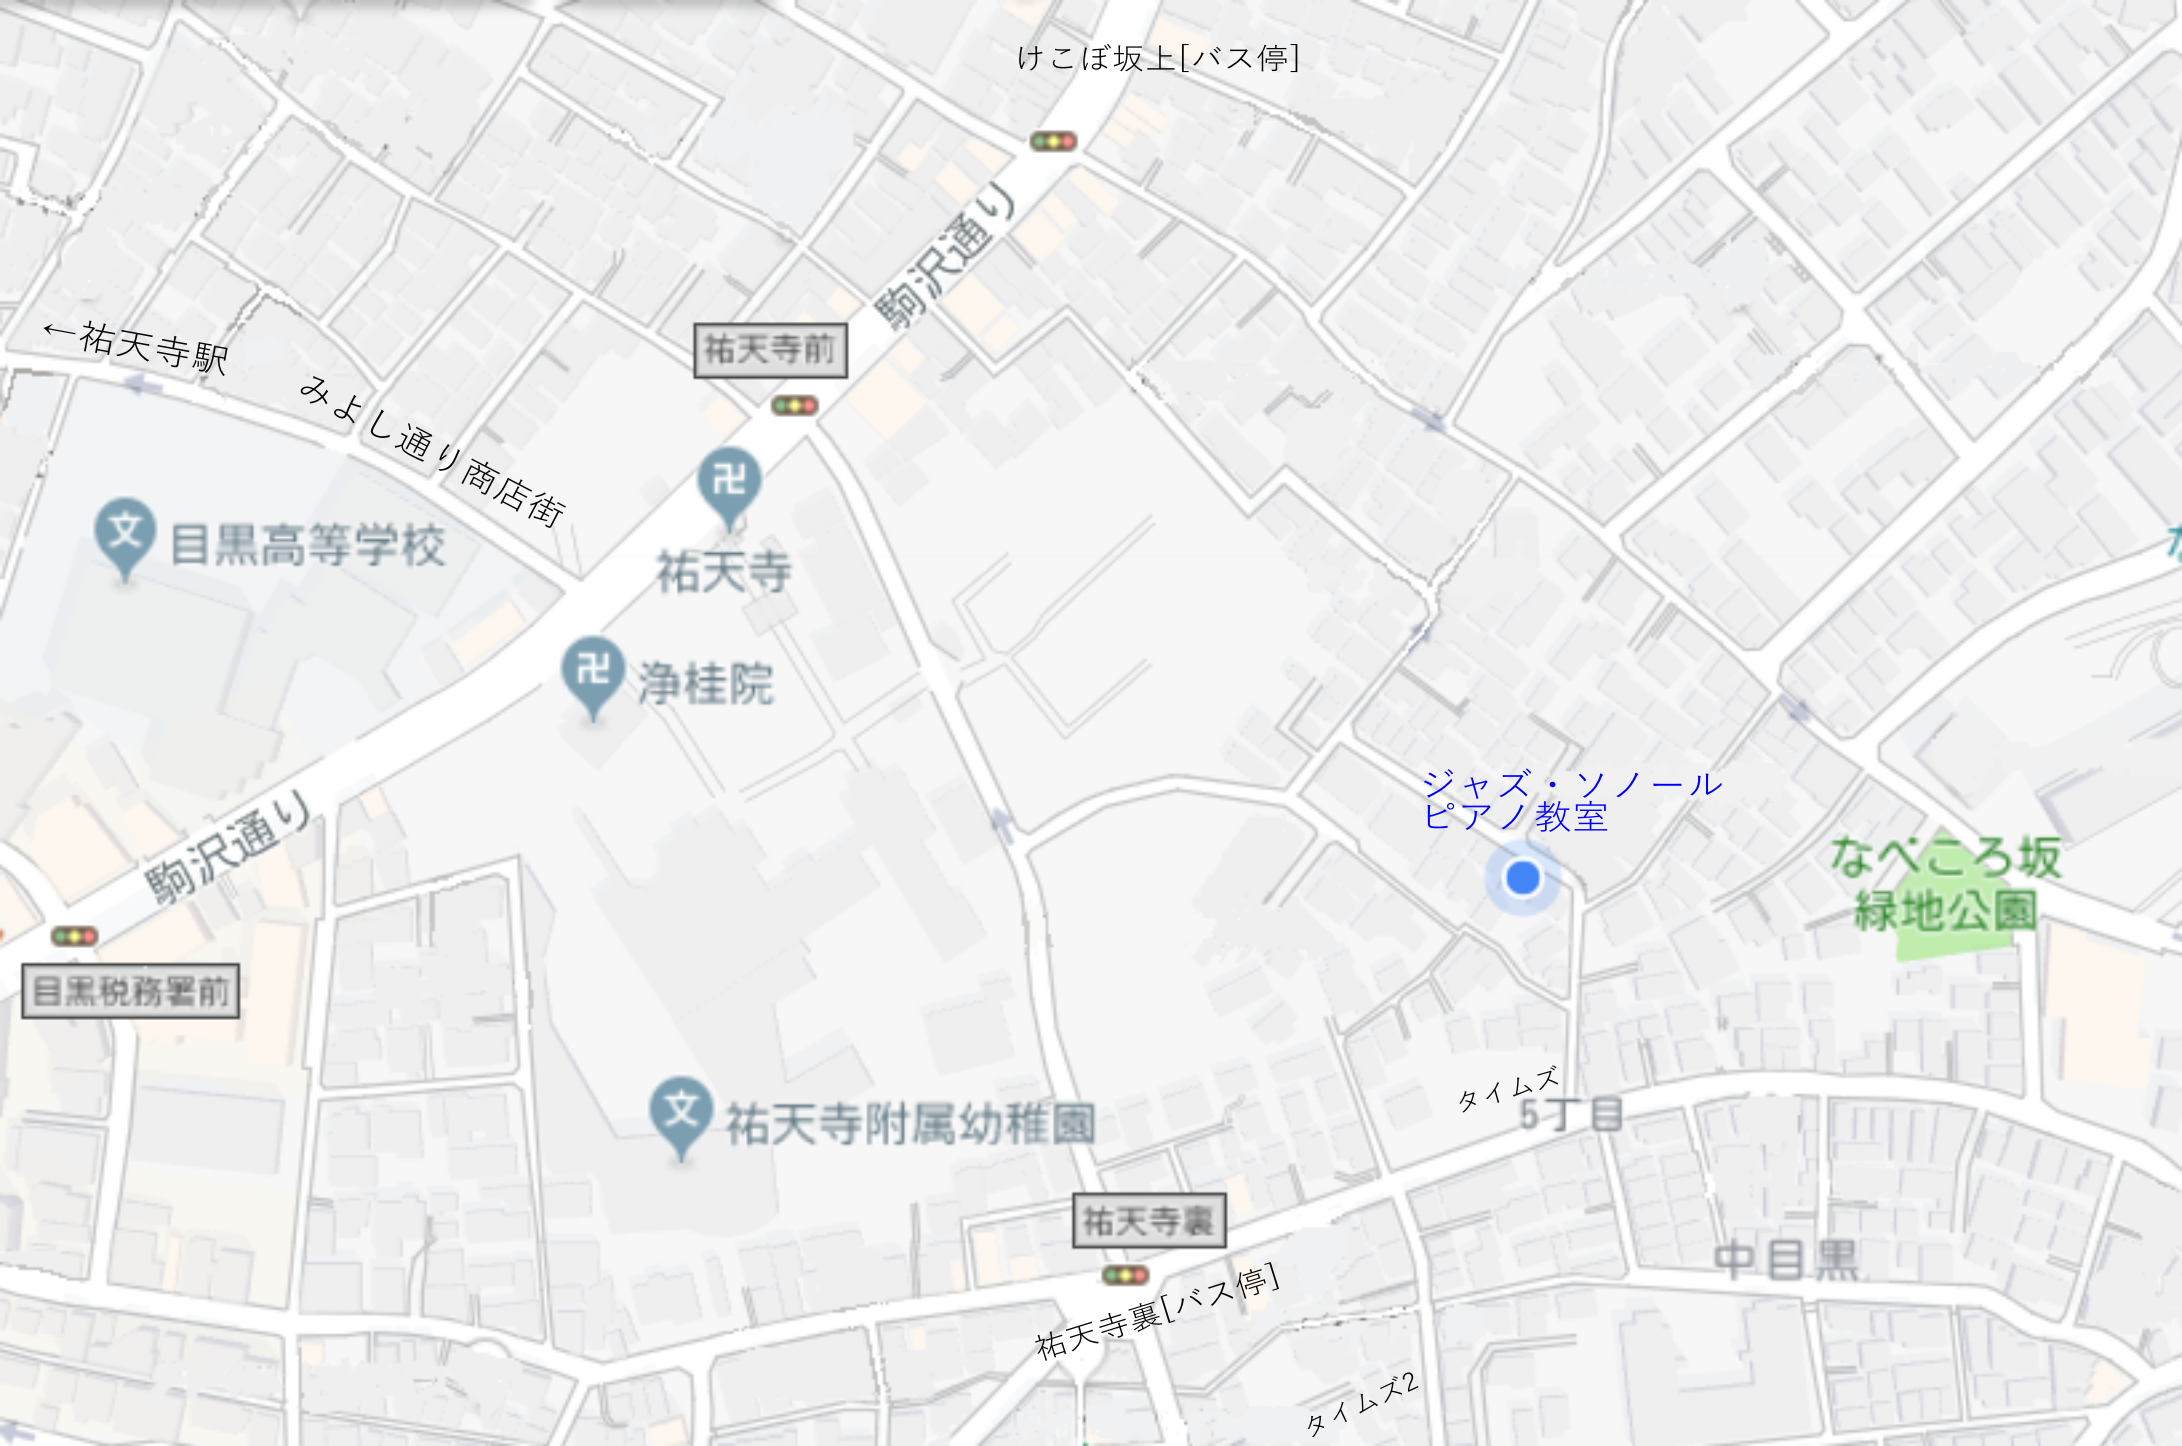 けこぼ坂上[バス停]
駒沢通り
←祐天寺駅
祐天寺前
みよし通り商店街
目黒高等学校
祐天寺
浄桂院
ジャズ・ソノール
ピアノ教室
駒沢通り
なべころ坂
緑地公園
目黒税務署前
タイムズ
5丁目
祐天寺附属幼稚園
祐天寺裏
中目黒
祐天寺裏[バス停]
タイムズ2